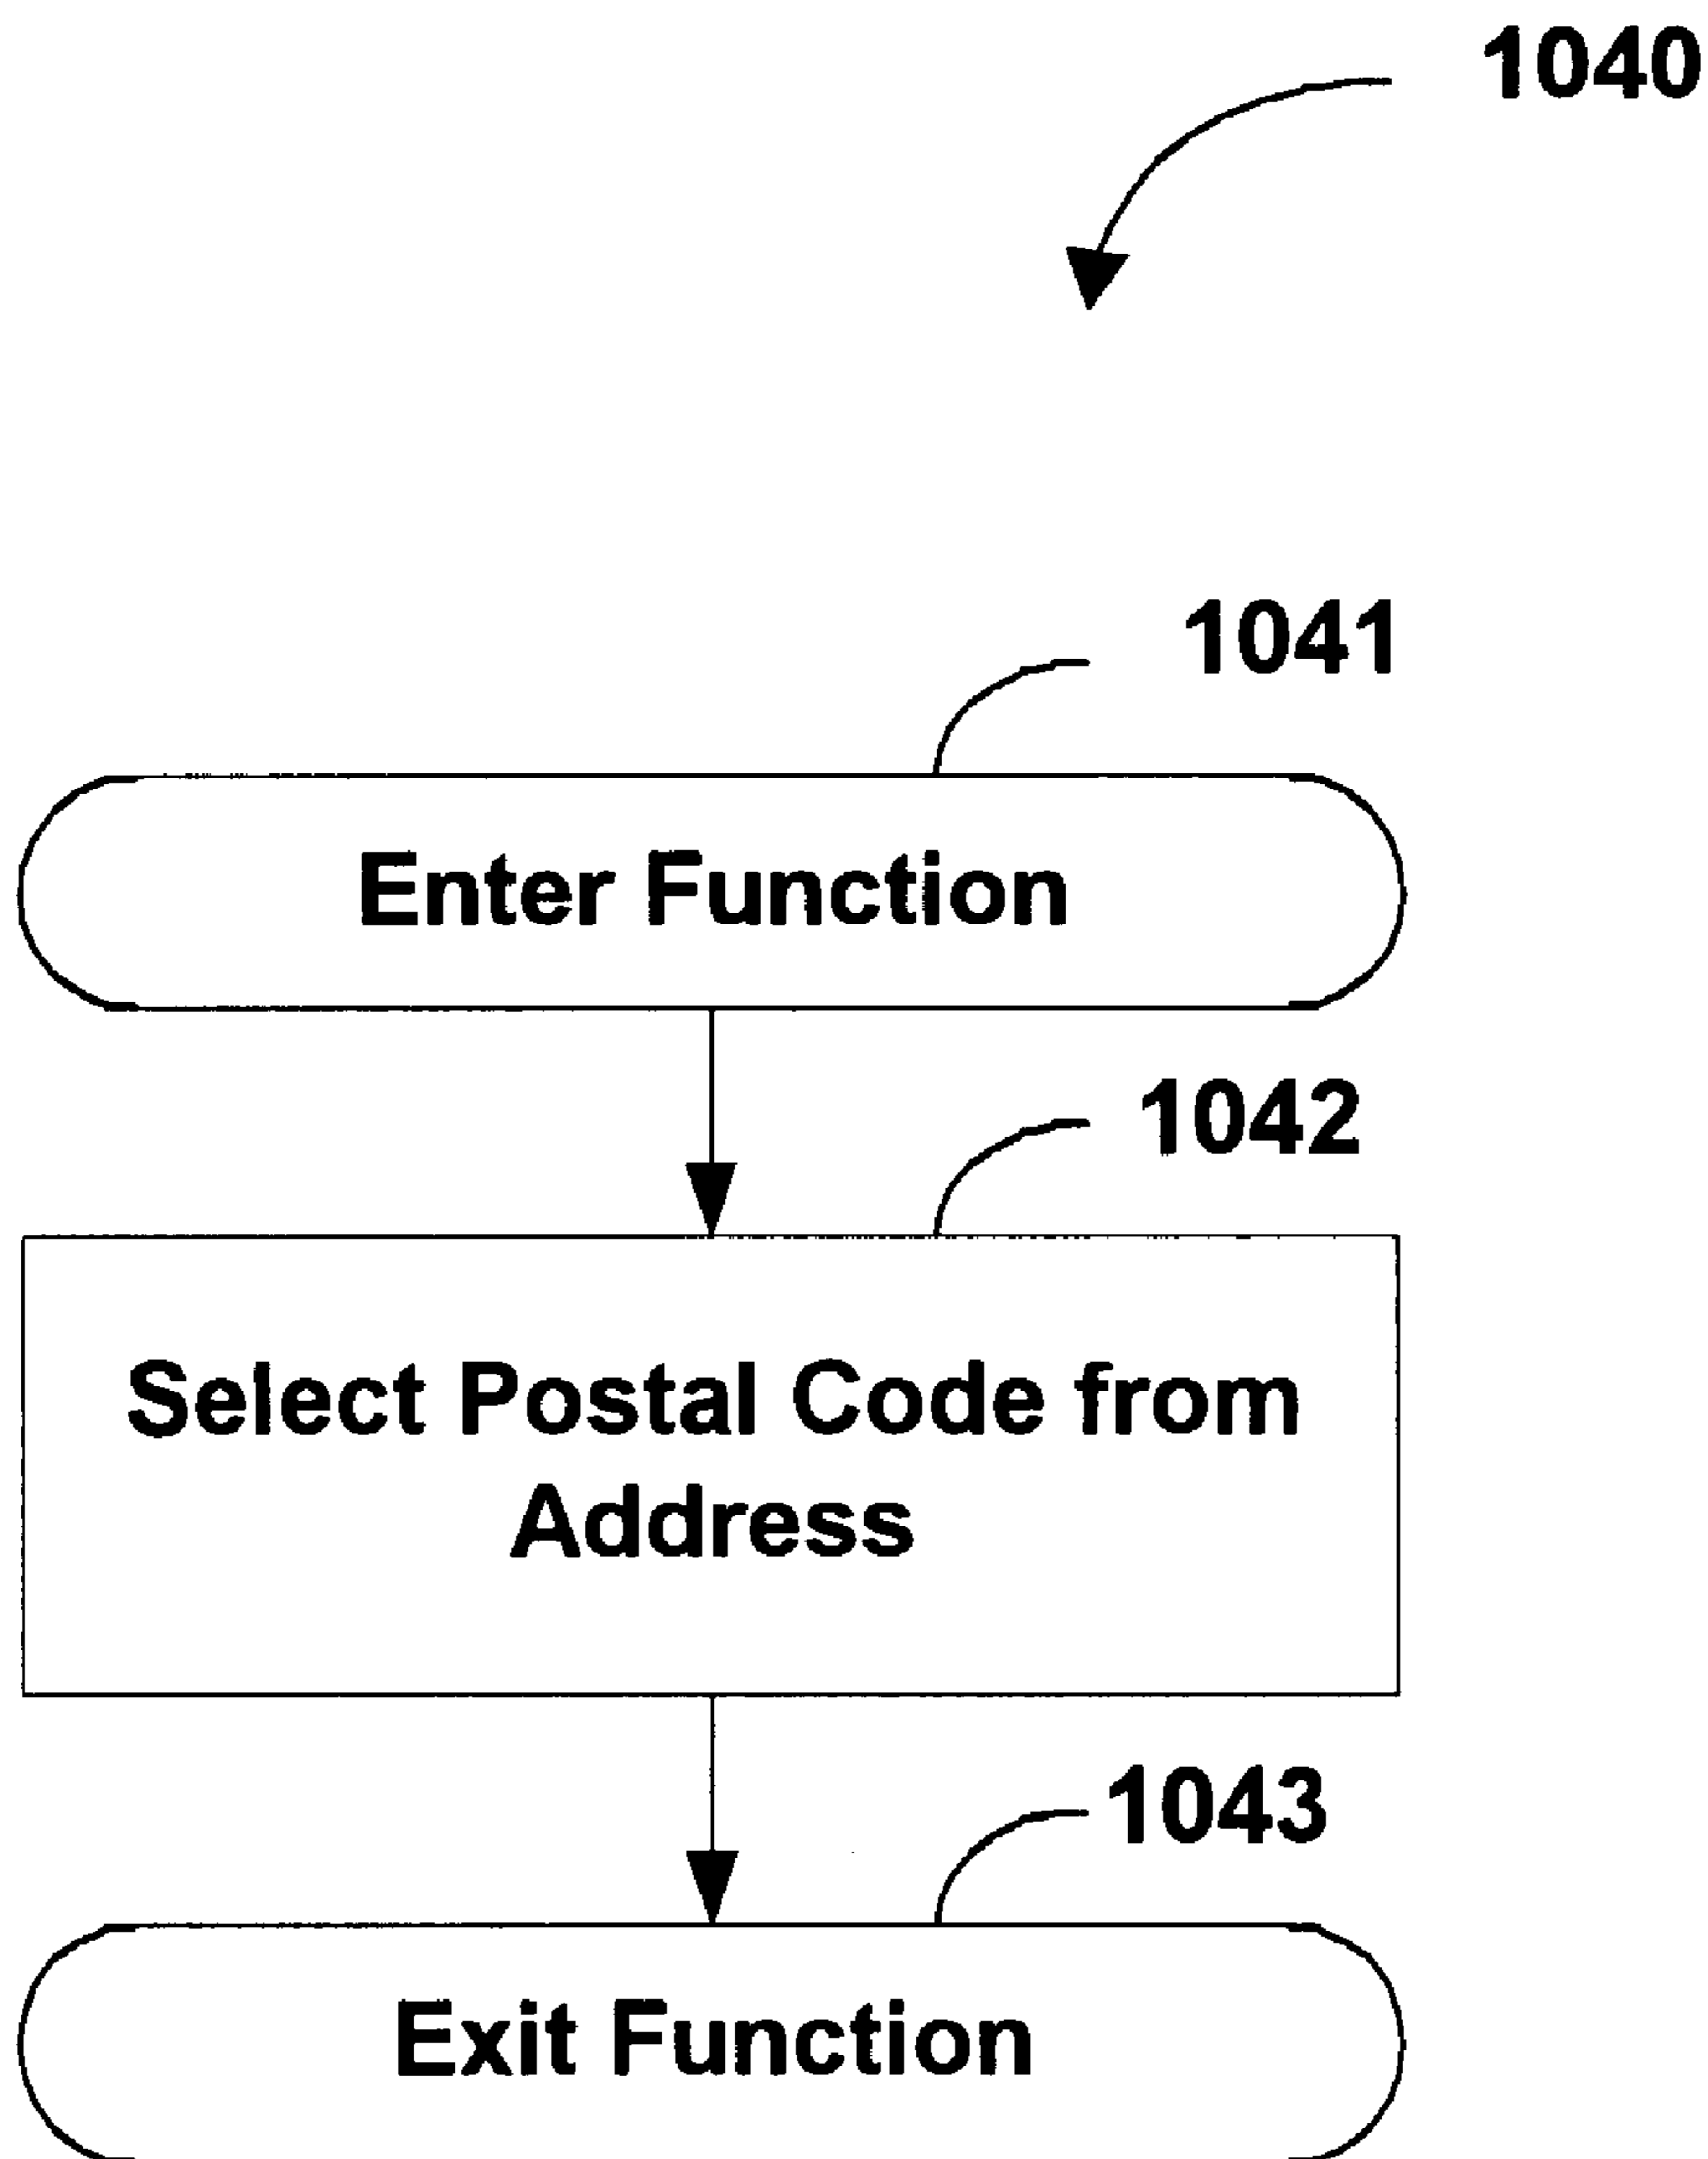 1040
1041
Enter Function
1042
Select Postal Code from
Address
1043
Exit Function